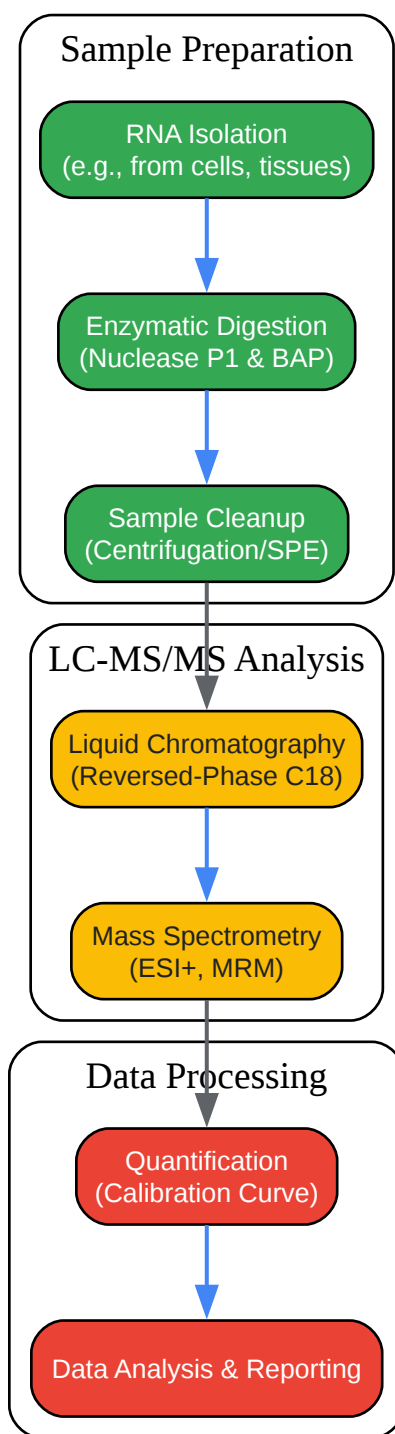 Sample Preparation
RNA Isolation
(e.g., from cells, tissues)
Enzymatic Digestion
(Nuclease P1 & BAP)
Sample Cleanup
(Centrifugation/SPE)
LC-MS/MS Analysis
Liquid Chromatography
(Reversed-Phase C18)
Mass Spectrometry
(ESI+, MRM)
Data Processing
Quantification
(Calibration Curve)
Data Analysis & Reporting